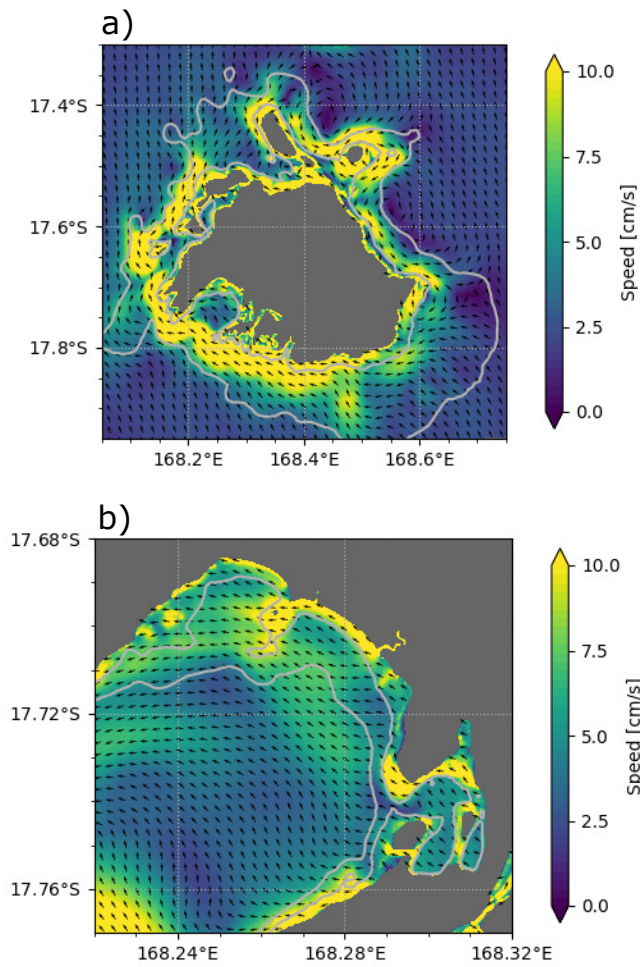 a)
17.4°S
17.6°S
17.8°S
168.2°E
168.4°E
168.6°E
10.0
7.5
5.0
2.5
0.0
Speed [cm/s]
b)
17.68°S
17.72°S
17.76°S
168.24°E
168.28°E
168.32°E
10.0
7.5
5.0
2.5
0.0
Speed [cm/s]